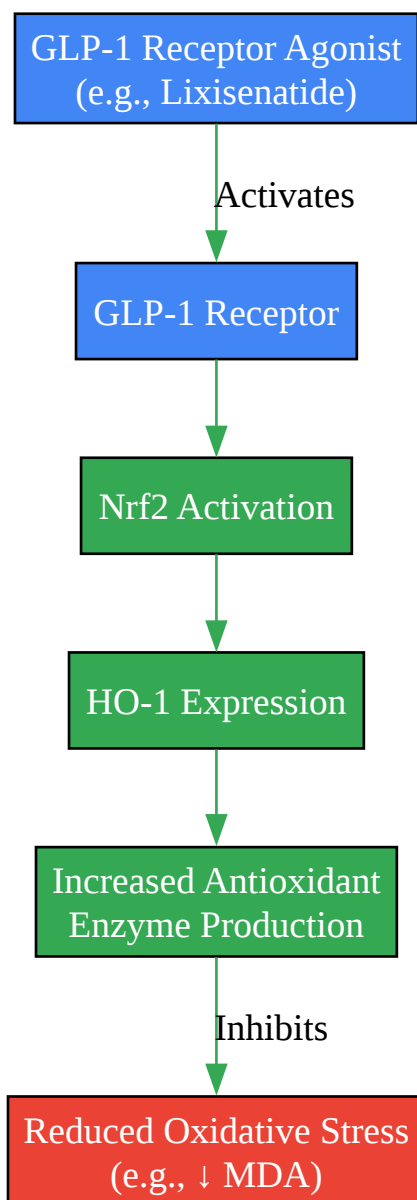 GLP-1 Receptor Agonist
(e.g., Lixisenatide)
Activates
GLP-1 Receptor
Nrf2 Activation
HO-1 Expression
Increased Antioxidant
Enzyme Production
Inhibits
Reduced Oxidative Stress
(e.g., ↓ MDA)